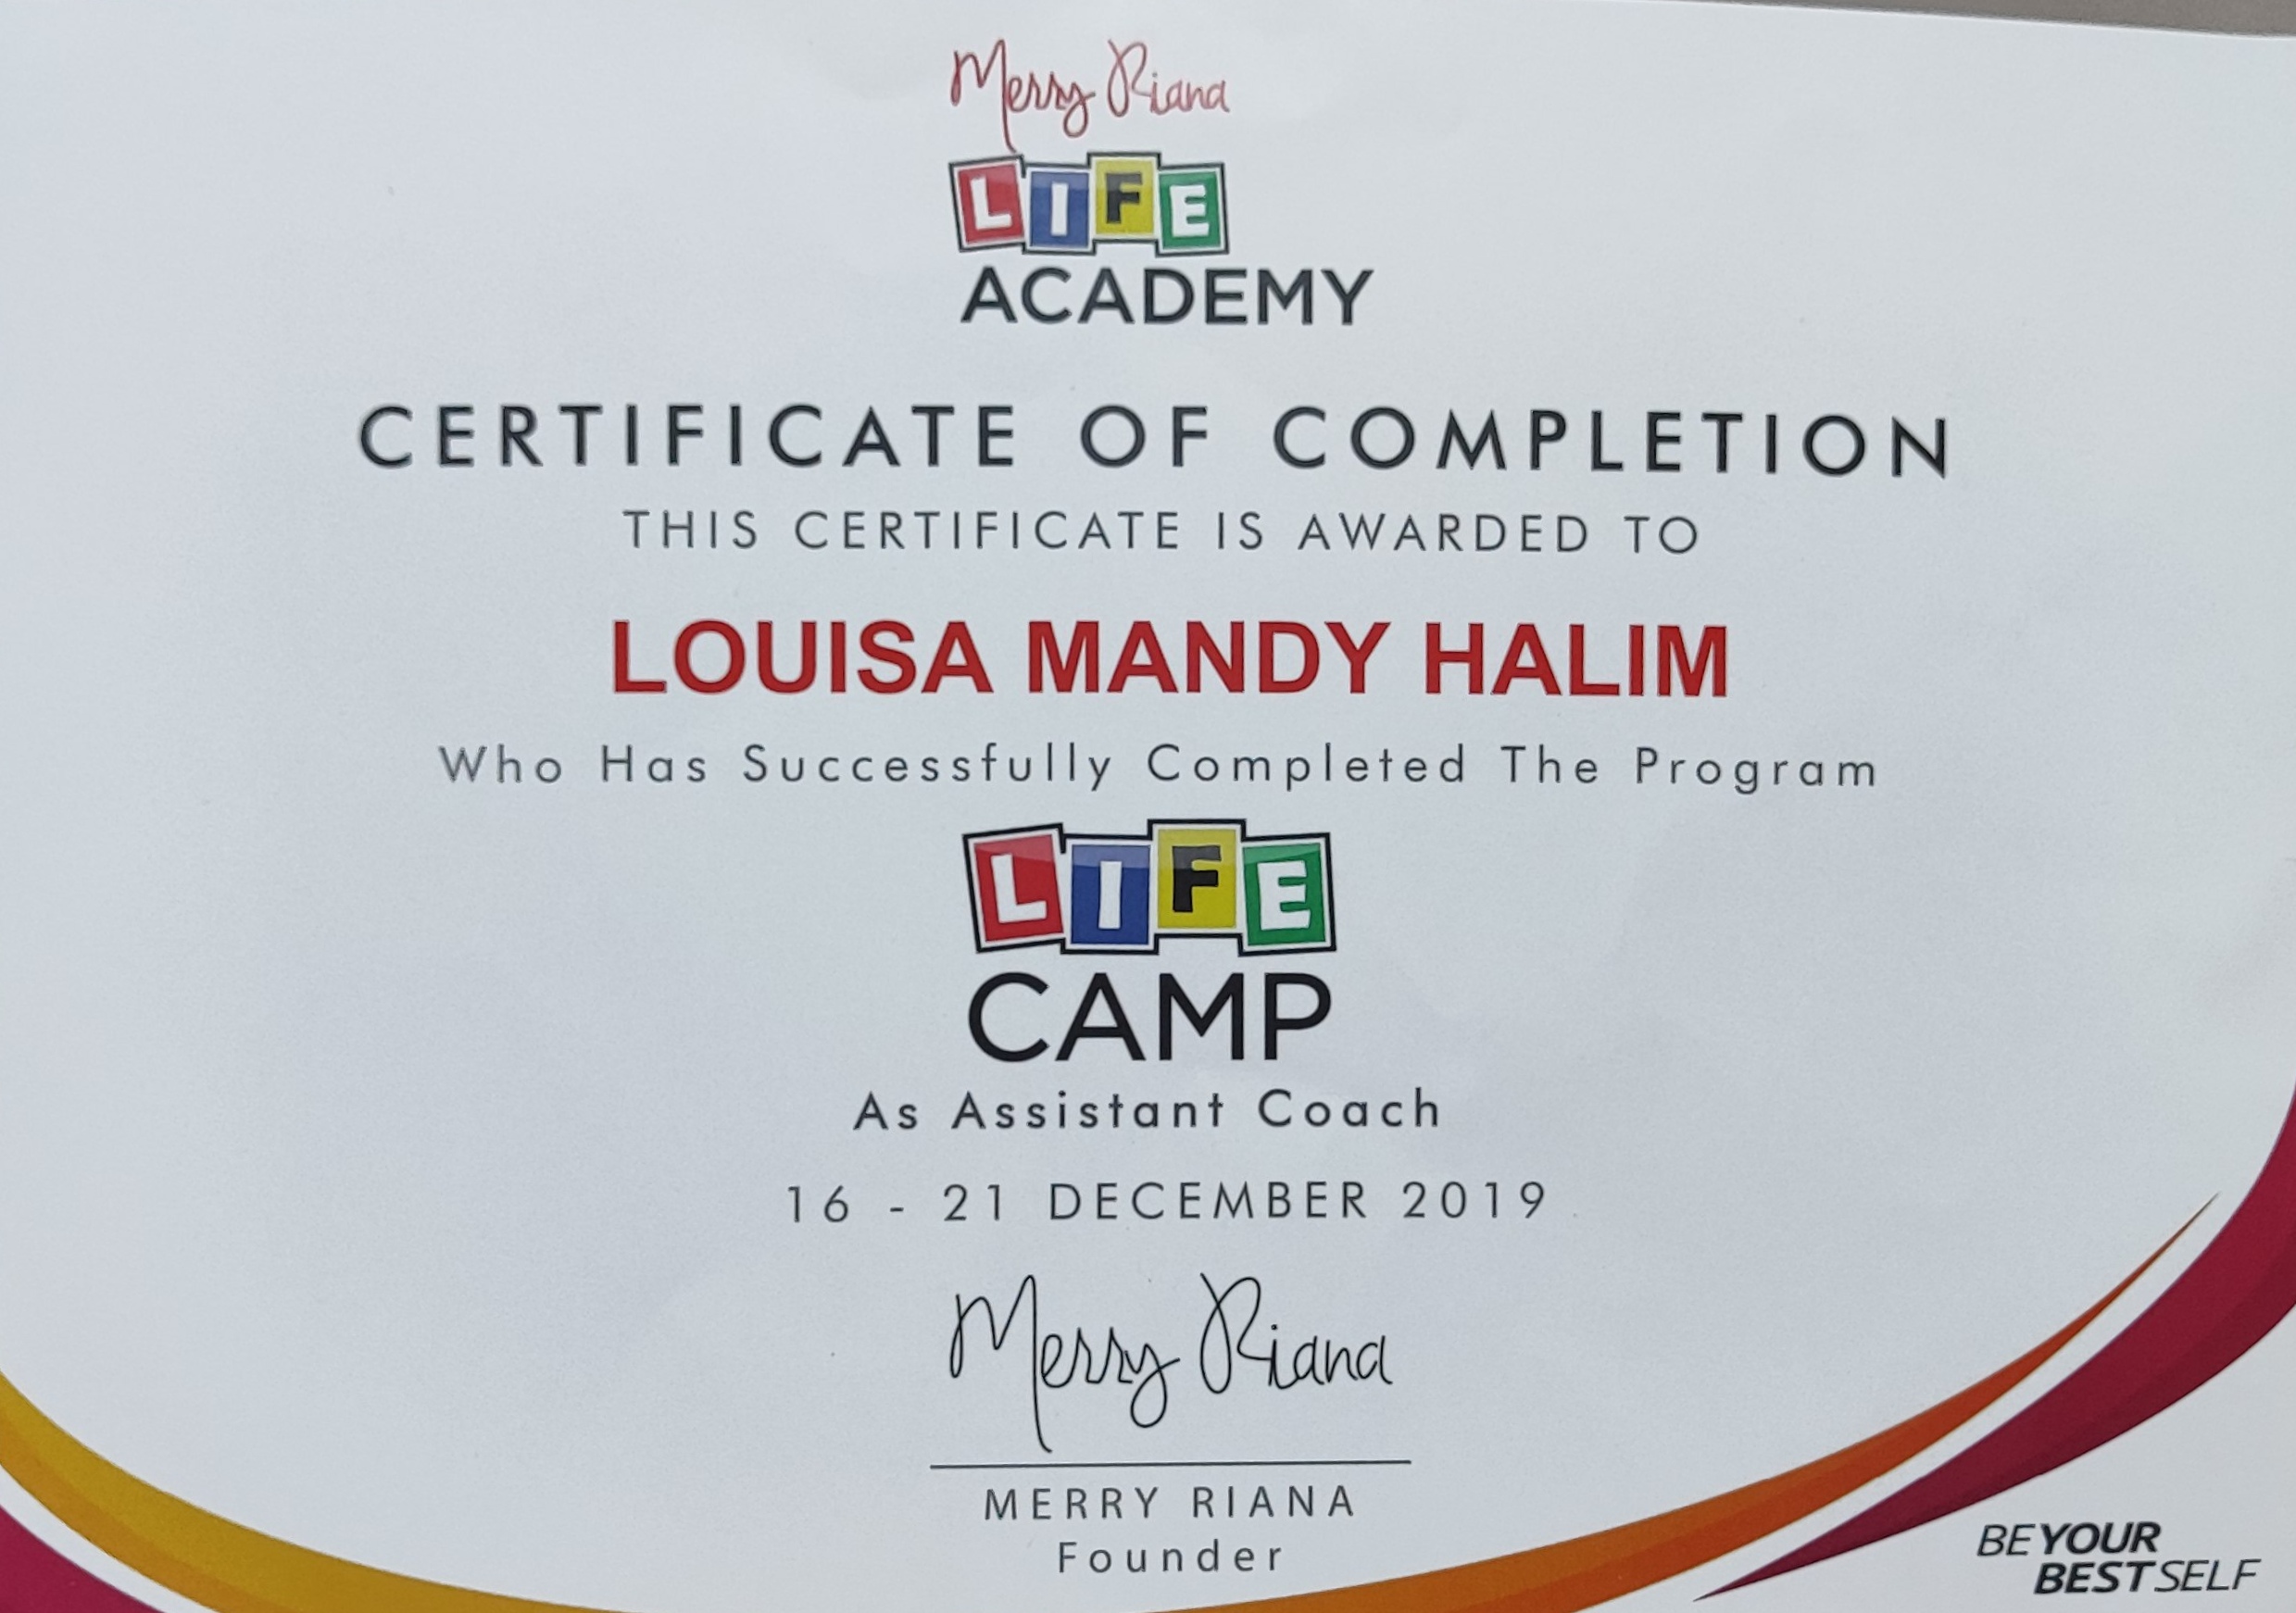 Merry Riana
LIFE
ACADEMY
CERTIFICATE OF COMPLETION
THIS CERTIFICATE IS AWARDED TO
LOUISA MANDY HALIM
Who Has Successfully Completed The Program
LIFE
CAMP
As Assistant Coach
16 - 21 DECEMBER 2019
Merry Riana
MERRY RIANA
Founder
BE YOUR
BEST SELF